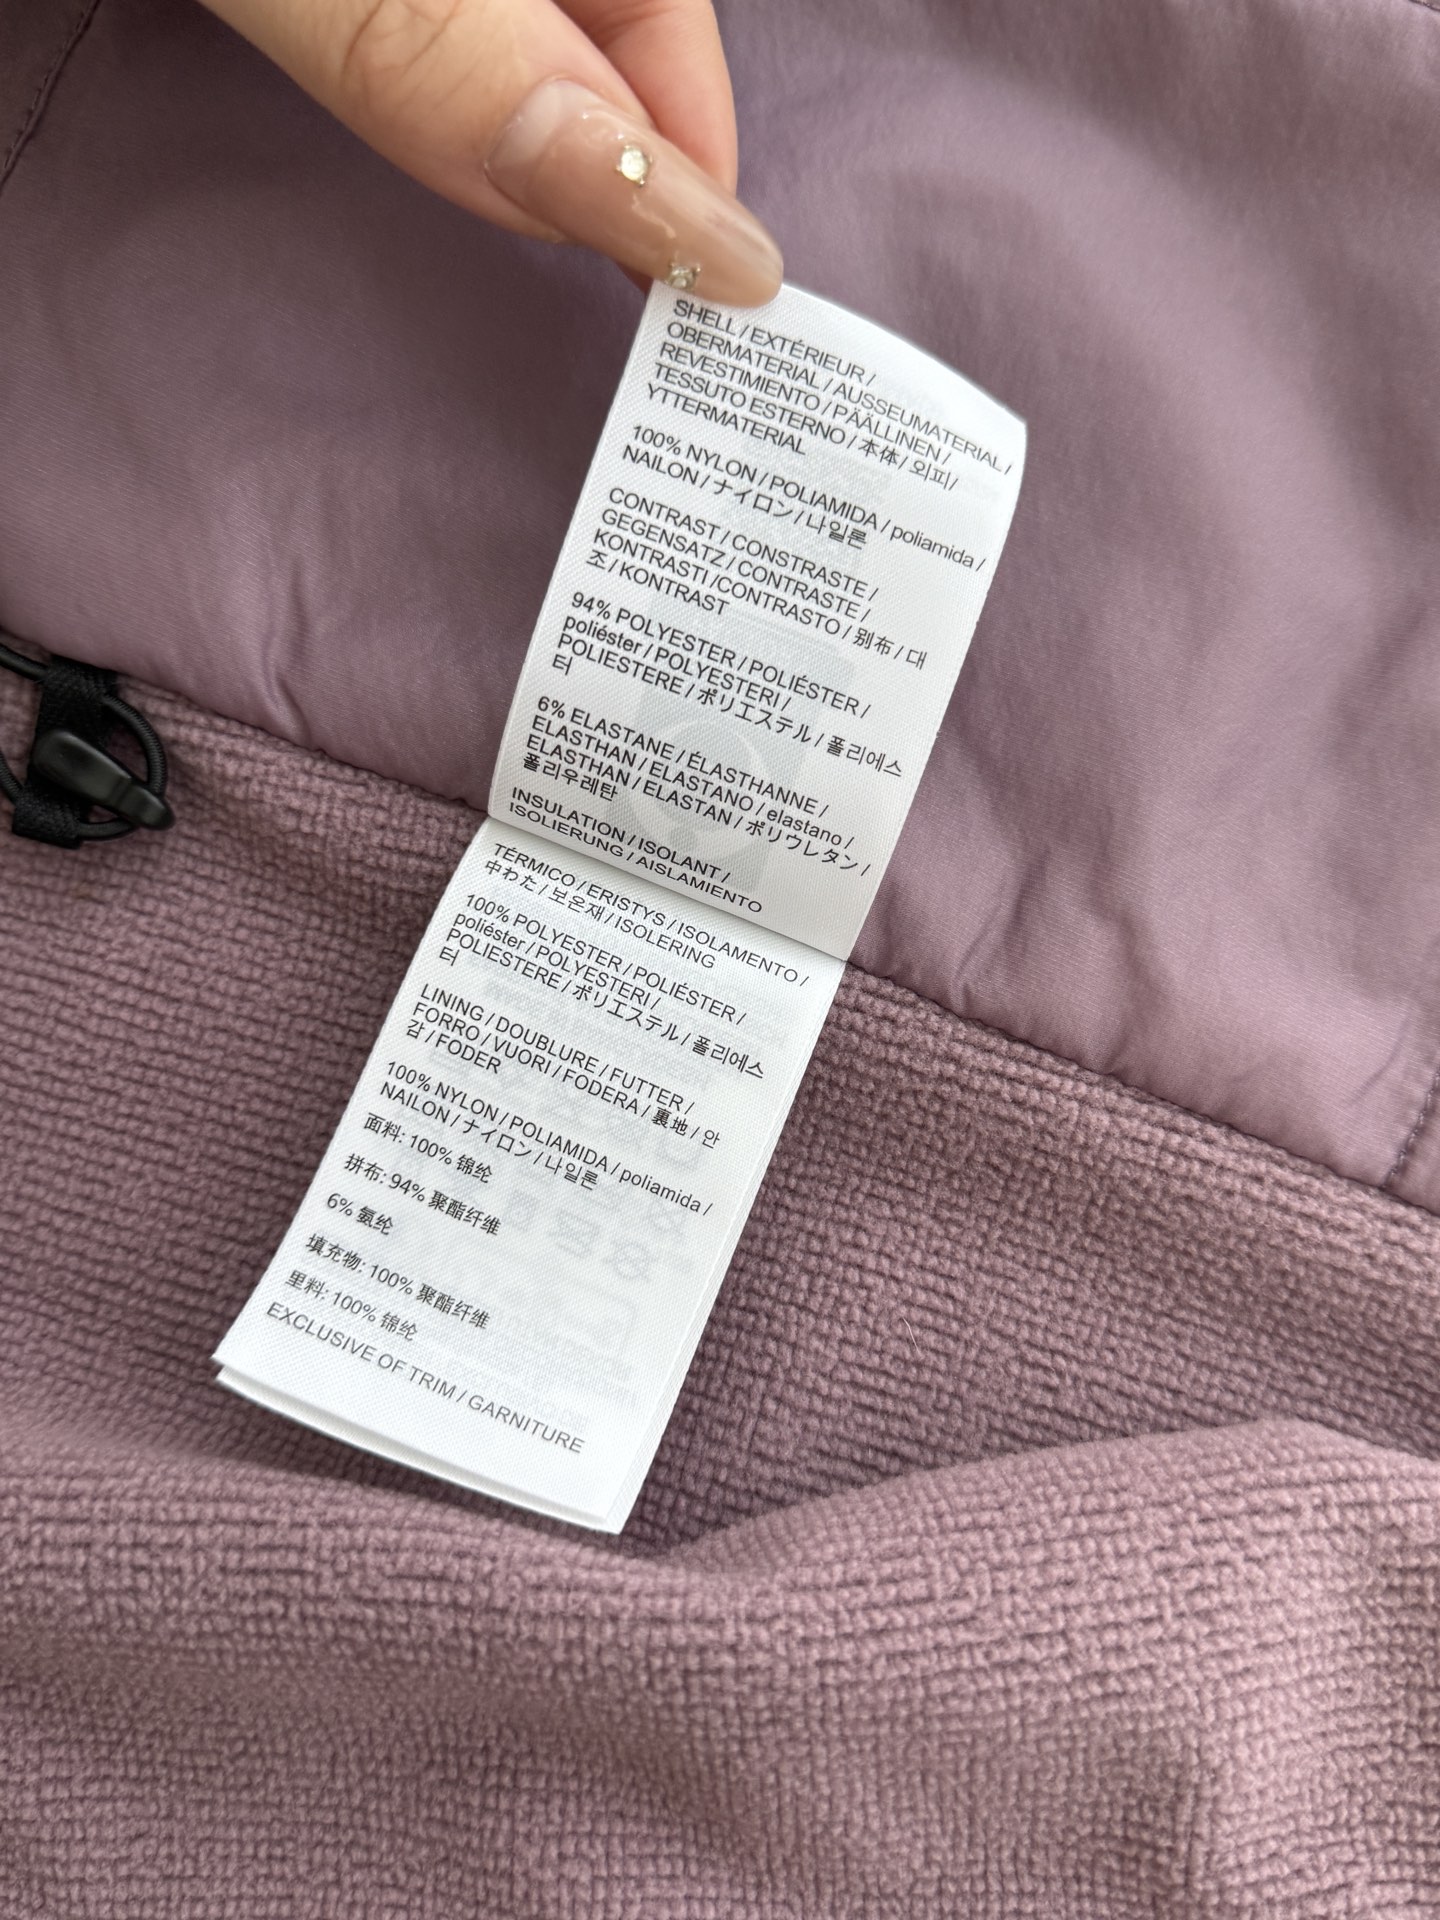 SHELL / EXTÉRIEUR /
OBERMATERIAL / AUSSEUMATERIAL /
REVESTIMIENTO / PÄÄLLINEN /
TESSUTO ESTERNO / 本体 / 외피 /
YTTERMATERIAL
100% NYLON / POLIAMIDA / poliamida /
NAILON / ナイロン / 나일론
CONTRAST / CONSTRASTE /
GEGENSATZ / CONTRASTE /
KONTRASTI /CONTRASTO / 别布 / 대
조 / KONTRAST
94% POLYESTER / POLIÉSTER /
poliéster / POLYESTERI /
POLIESTERE / ポリエステル / 폴리에스
터
6% ELASTANE / ÉLASTHANNE /
ELASTHAN / ELASTANO / elastano /
ELASTHAN / ELASTAN / ポリウレタン /
폴리우레탄
INSULATION / ISOLANT /
ISOLIERUNG / AISLAMIENTO
TÉRMICO / ERISTYS / ISOLAMENTO /
中わた / 보온재 / ISOLERING
100% POLYESTER / POLIÉSTER /
poliéster / POLYESTERI /
POLIESTERE / ポリエステル / 폴리에스
터
LINING / DOUBLURE / FUTTER /
FORRO / VUORI / FODERA / 裏地 / 안
감 / FODER
100% NYLON / POLIAMIDA / poliamida /
NAILON / ナイロン / 나일론
面料: 100% 锦纶
拼布: 94% 聚酯纤维
6% 氨纶
填充物: 100% 聚酯纤维
里料: 100% 锦纶
EXCLUSIVE OF TRIM / GARNITURE